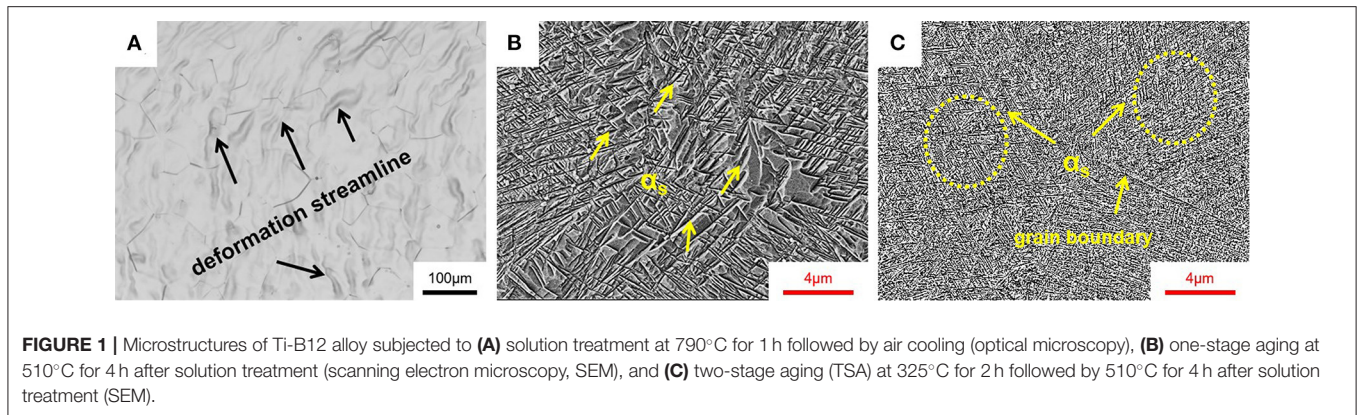 A
deformation streamline
100μm
B
αs
4μm
C
αs
grain boundary
4μm
FIGURE 1 | Microstructures of Ti-B12 alloy subjected to (A) solution treatment at 790°C for 1 h followed by air cooling (optical microscopy), (B) one-stage aging at
510°C for 4 h after solution treatment (scanning electron microscopy, SEM), and (C) two-stage aging (TSA) at 325°C for 2 h followed by 510°C for 4 h after solution
treatment (SEM).